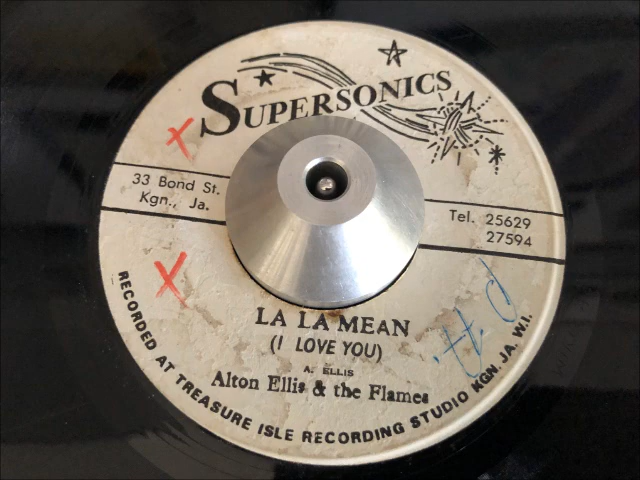 SUPERSONICS
33 Bond St.
Kgn., Ja.
Tel. 25629
27594
X
X
LA LA MEAN
(I LOVE YOU)
A. ELLIS
Alton Ellis & the Flames
RECORDED AT TREASURE ISLE RECORDING STUDIO KGN. JA. W.I.